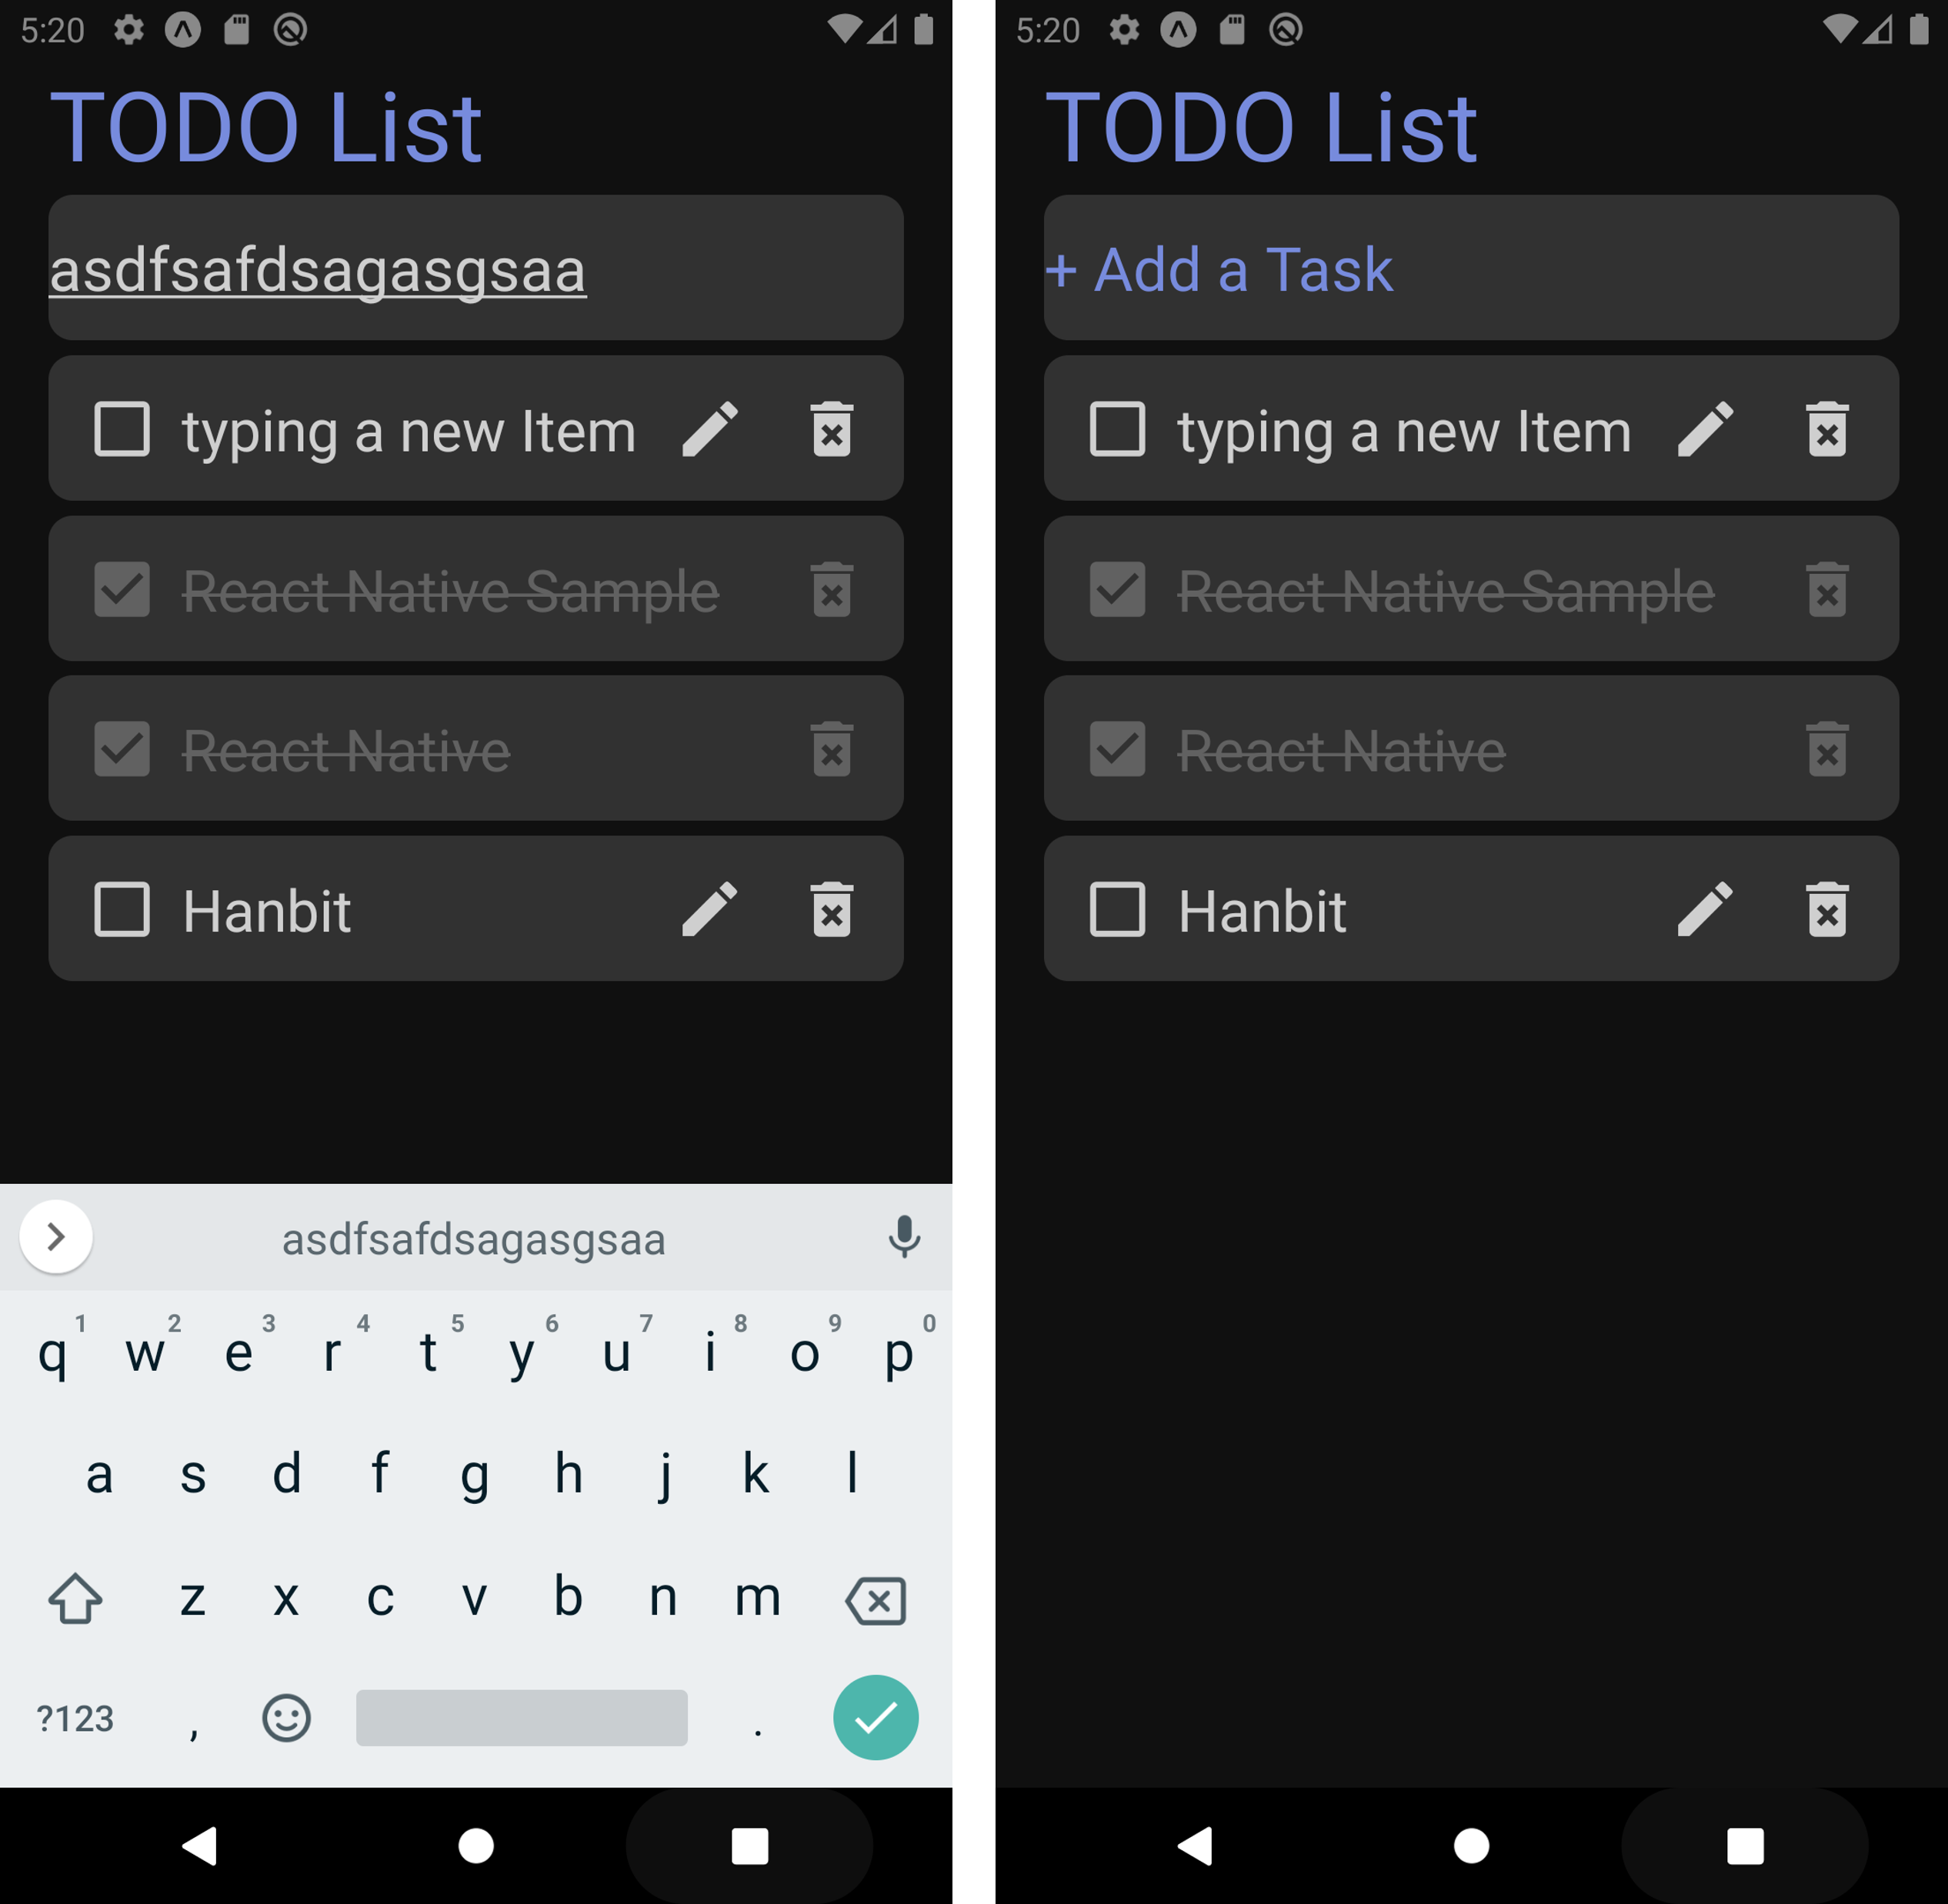 5:20
TODO List
asdfsafdsagasgsaa
typing a new Item
React Native Sample
React Native
Hanbit
asdfsafdsagasgsaa
1 2 3 4 5 6 7 8 9 0
q w e r t y u i o p
a s d f g h j k l
z x c v b n m
?123 , .
5:20
TODO List
+ Add a Task
typing a new Item
React Native Sample
React Native
Hanbit